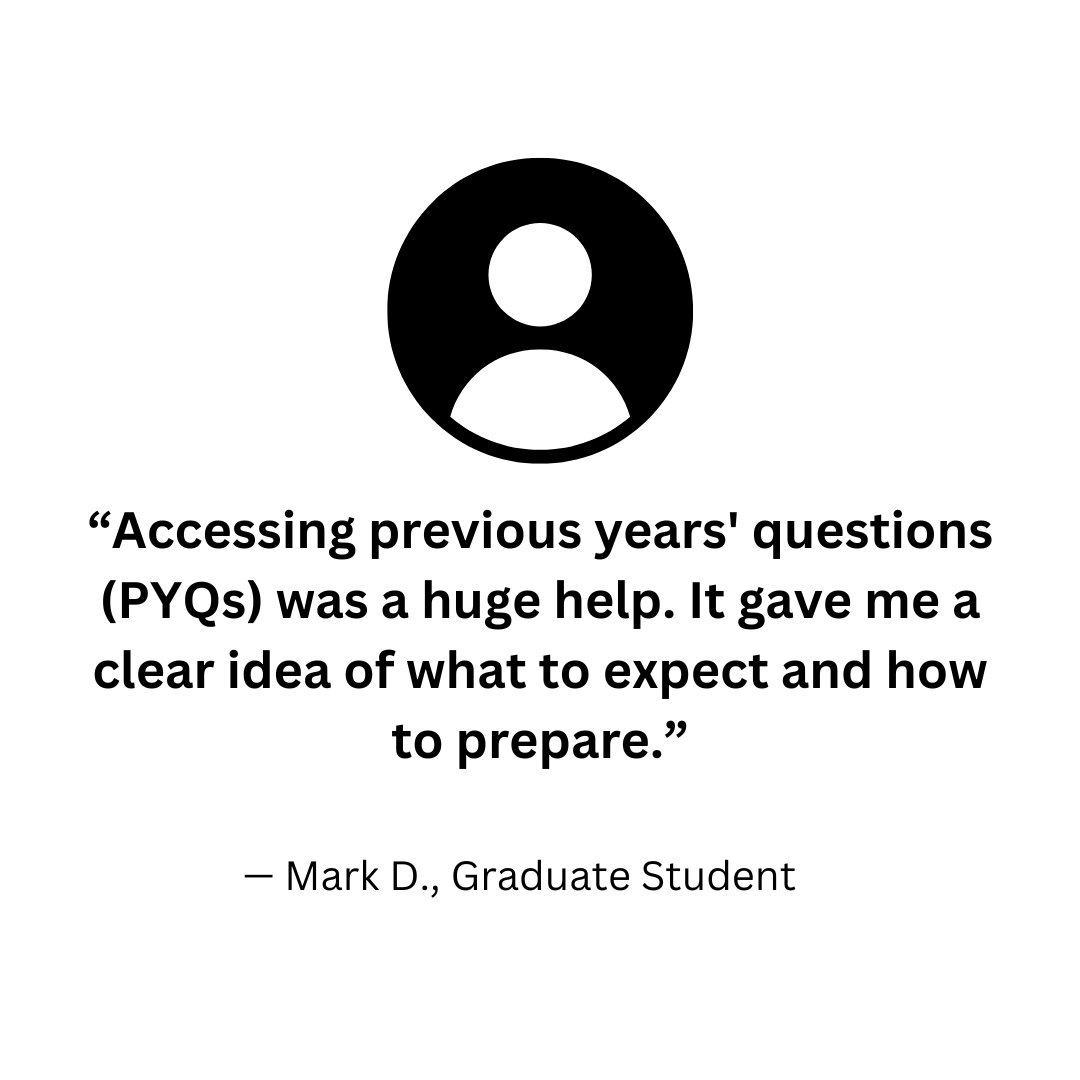 “Accessing previous years' questions
(PYQs) was a huge help. It gave me a
clear idea of what to expect and how
to prepare.”
— Mark D., Graduate Student